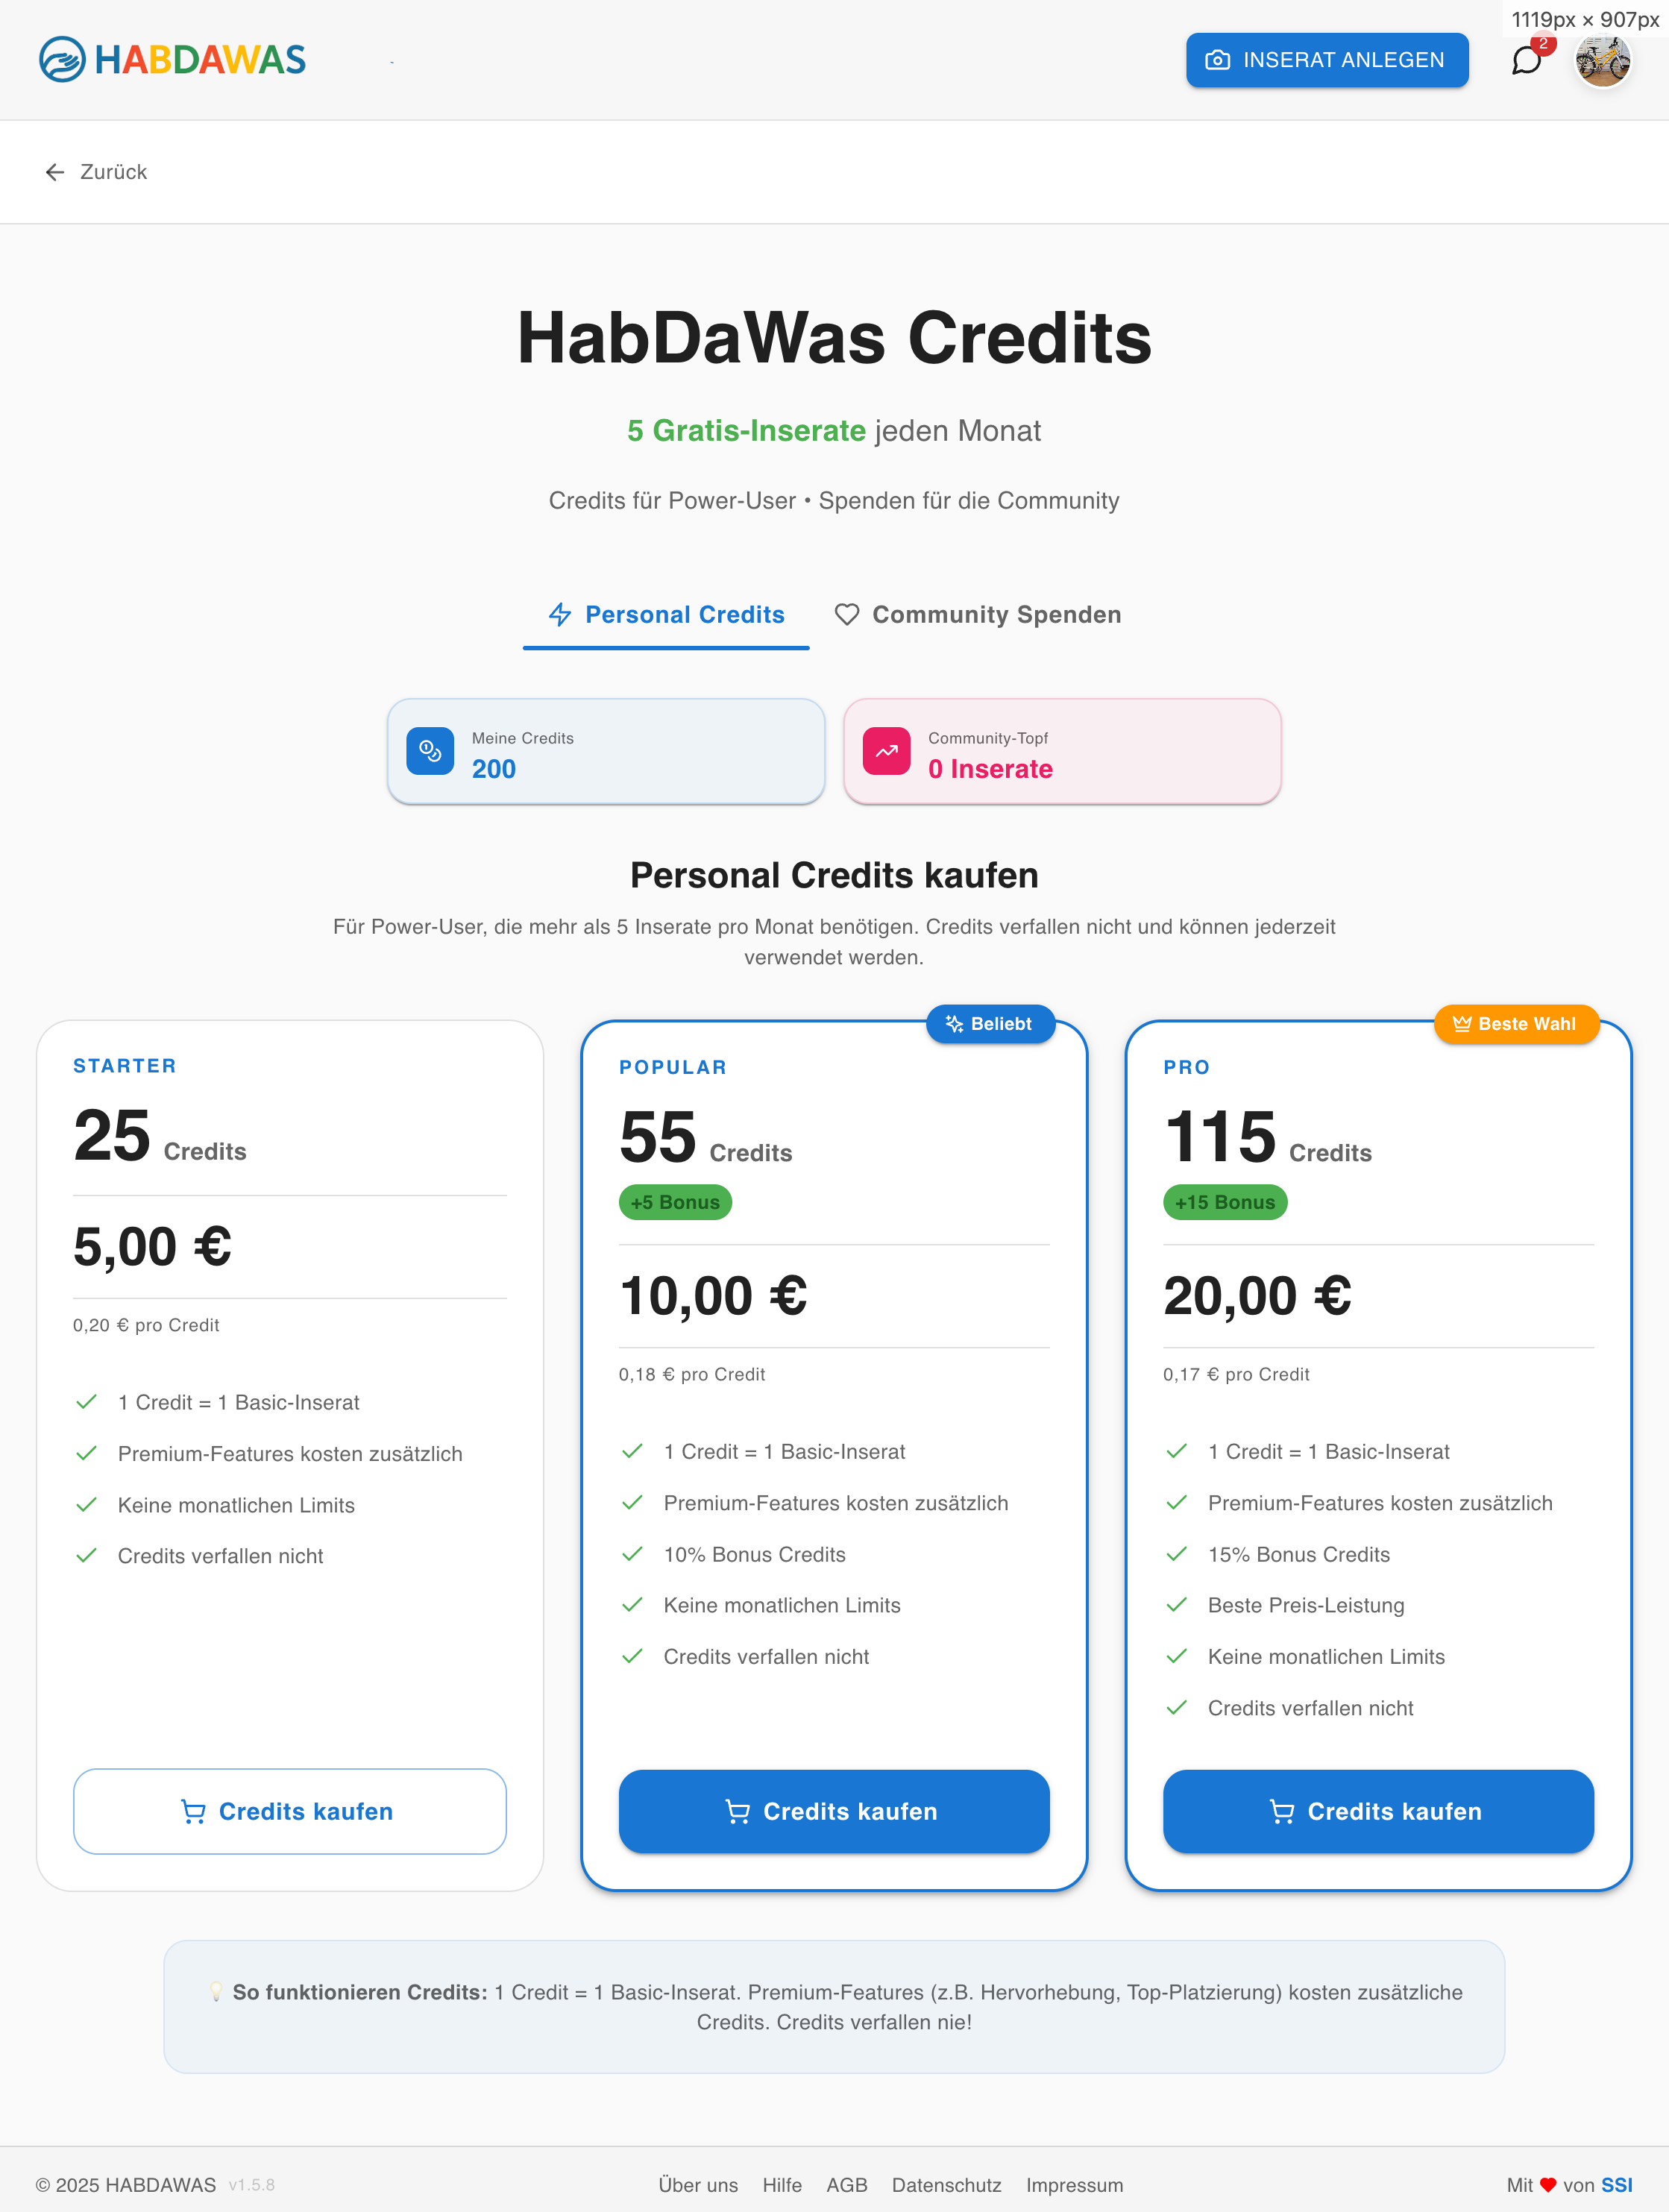 1119px × 907px
HABDAWAS
INSERAT ANLEGEN
2
Zurück
HabDaWas Credits
5 Gratis-Inserate jeden Monat
Credits für Power-User • Spenden für die Community
Personal Credits
Community Spenden
Meine Credits
200
Community-Topf
0 Inserate
Personal Credits kaufen
Für Power-User, die mehr als 5 Inserate pro Monat benötigen. Credits verfallen nicht und können jederzeit
verwendet werden.
STARTER
25 Credits
5,00 €
0,20 € pro Credit
1 Credit = 1 Basic-Inserat
Premium-Features kosten zusätzlich
Keine monatlichen Limits
Credits verfallen nicht
Credits kaufen
Beliebt
POPULAR
55 Credits
+5 Bonus
10,00 €
0,18 € pro Credit
1 Credit = 1 Basic-Inserat
Premium-Features kosten zusätzlich
10% Bonus Credits
Keine monatlichen Limits
Credits verfallen nicht
Credits kaufen
Beste Wahl
PRO
115 Credits
+15 Bonus
20,00 €
0,17 € pro Credit
1 Credit = 1 Basic-Inserat
Premium-Features kosten zusätzlich
15% Bonus Credits
Beste Preis-Leistung
Keine monatlichen Limits
Credits verfallen nicht
Credits kaufen
💡 So funktionieren Credits: 1 Credit = 1 Basic-Inserat. Premium-Features (z.B. Hervorhebung, Top-Platzierung) kosten zusätzliche
Credits. Credits verfallen nie!
© 2025 HABDAWAS v1.5.8
Über uns Hilfe AGB Datenschutz Impressum
Mit ❤ von SSI